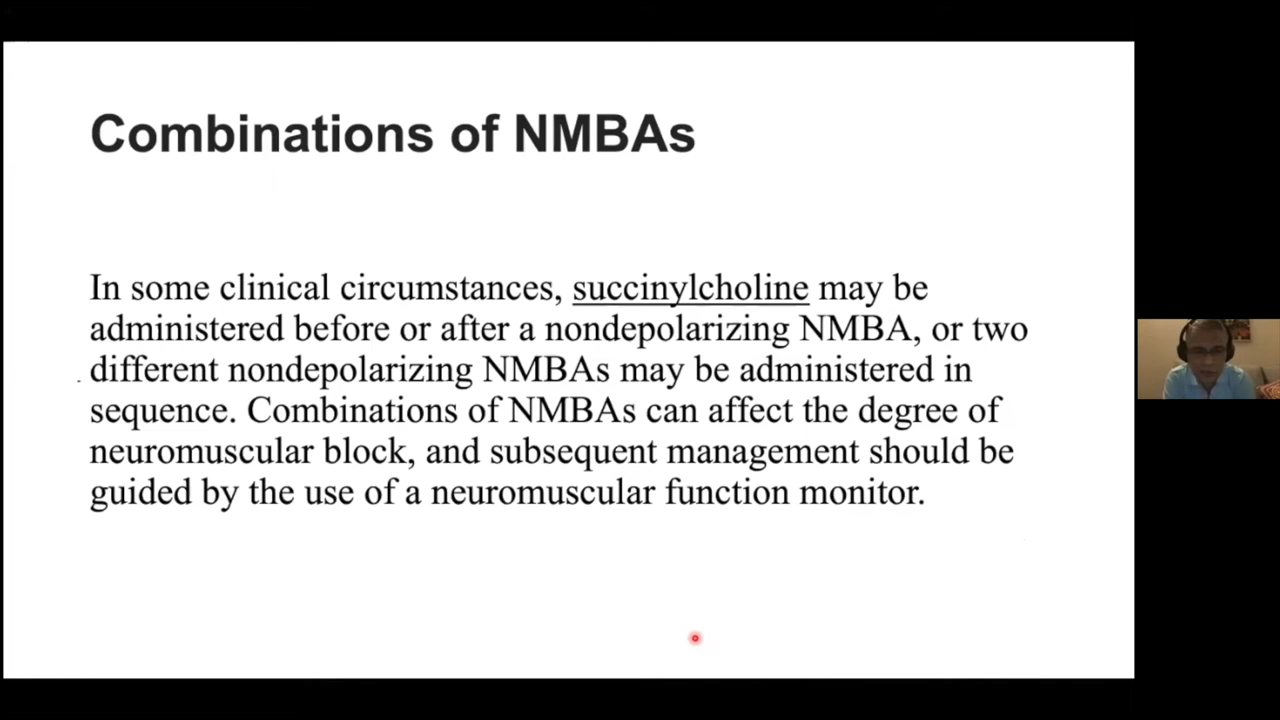 Combinations of NMBAs
In some clinical circumstances, succinylcholine may be
administered before or after a nondepolarizing NMBA, or two
different nondepolarizing NMBAs may be administered in
sequence. Combinations of NMBAs can affect the degree of
neuromuscular block, and subsequent management should be
guided by the use of a neuromuscular function monitor.